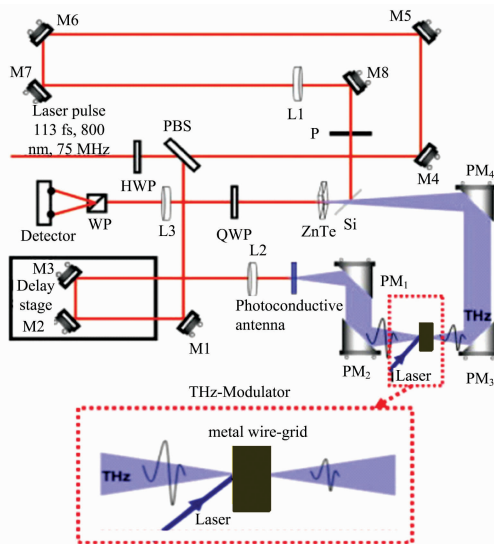 M6
M5
M7
M8
Laser pulse
113 fs, 800
nm, 75 MHz
L1
PBS
P
M4
PM4
HWP
WP
L3
QWP
ZnTe
Si
Detector
L2
M3
Delay
stage
M2
Photoconductive
antenna
PM1
M1
THz
PM2
Laser
PM3
THz-Modulator
metal wire-grid
THz
Laser